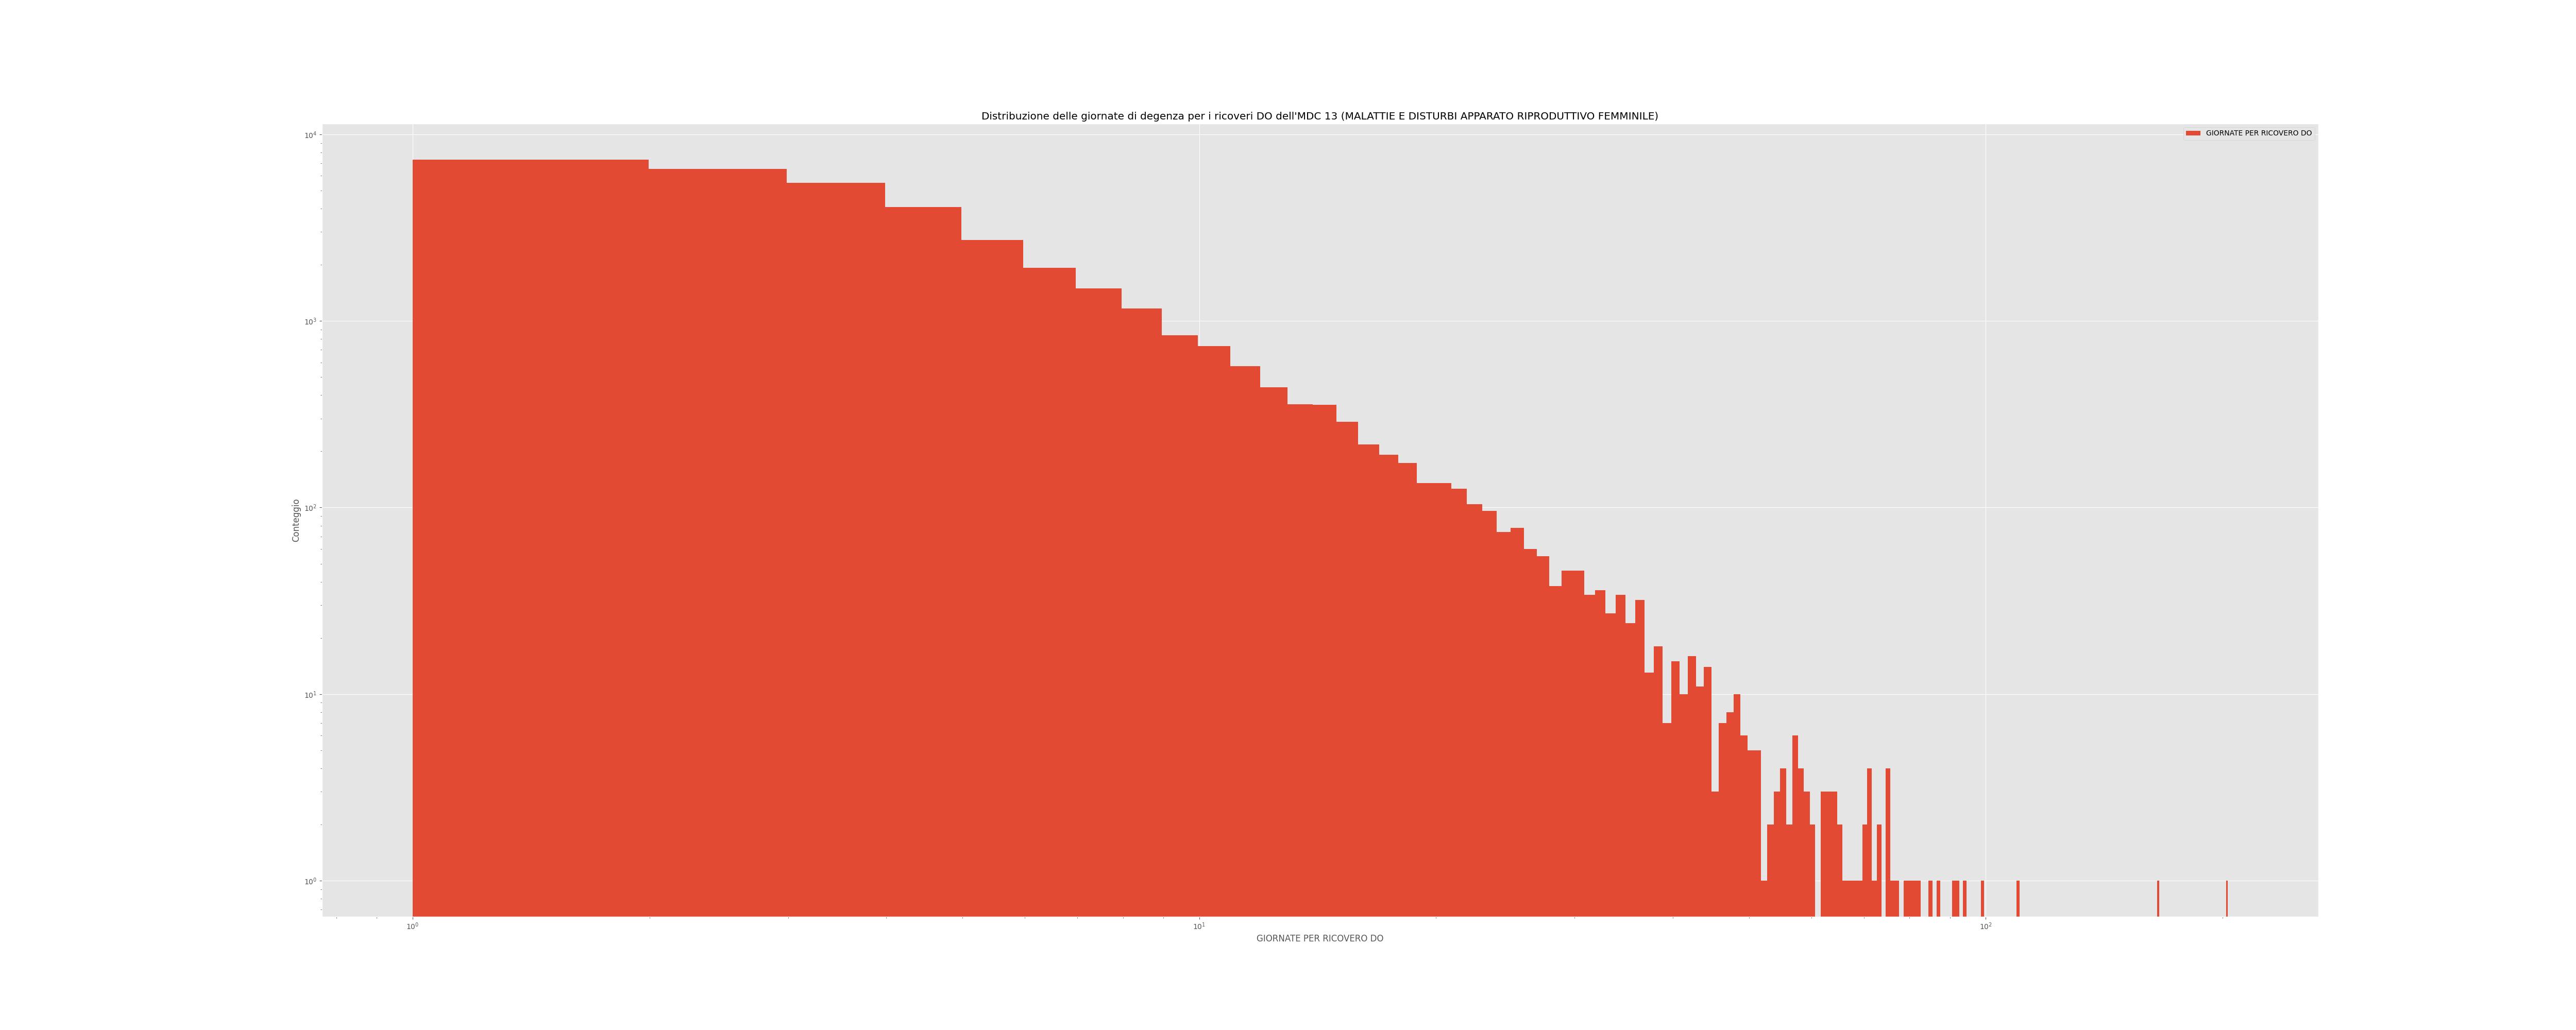 Distribuzione delle giornate di degenza per i ricoveri DO dell'MDC 13 (MALATTIE E DISTURBI APPARATO RIPRODUTTIVO FEMMINILE)
GIORNATE PER RICOVERO DO
10⁴
10³
10²
10¹
10⁰
Conteggio
10⁰ 10¹ 10²
GIORNATE PER RICOVERO DO